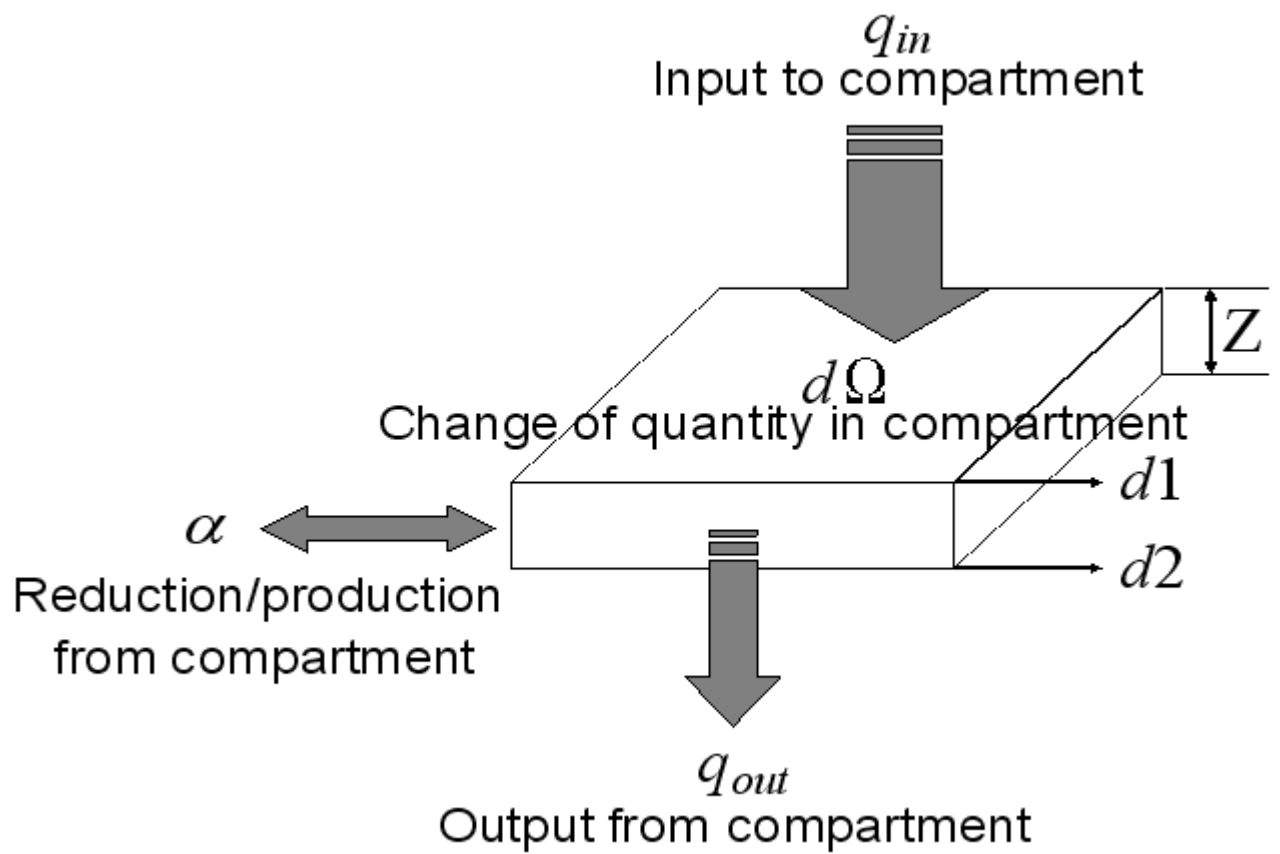 q_in
Input to compartment
Z
dΩ
Change of quantity in compartment
d1
α
d2
Reduction/production
from compartment
q_out
Output from compartment